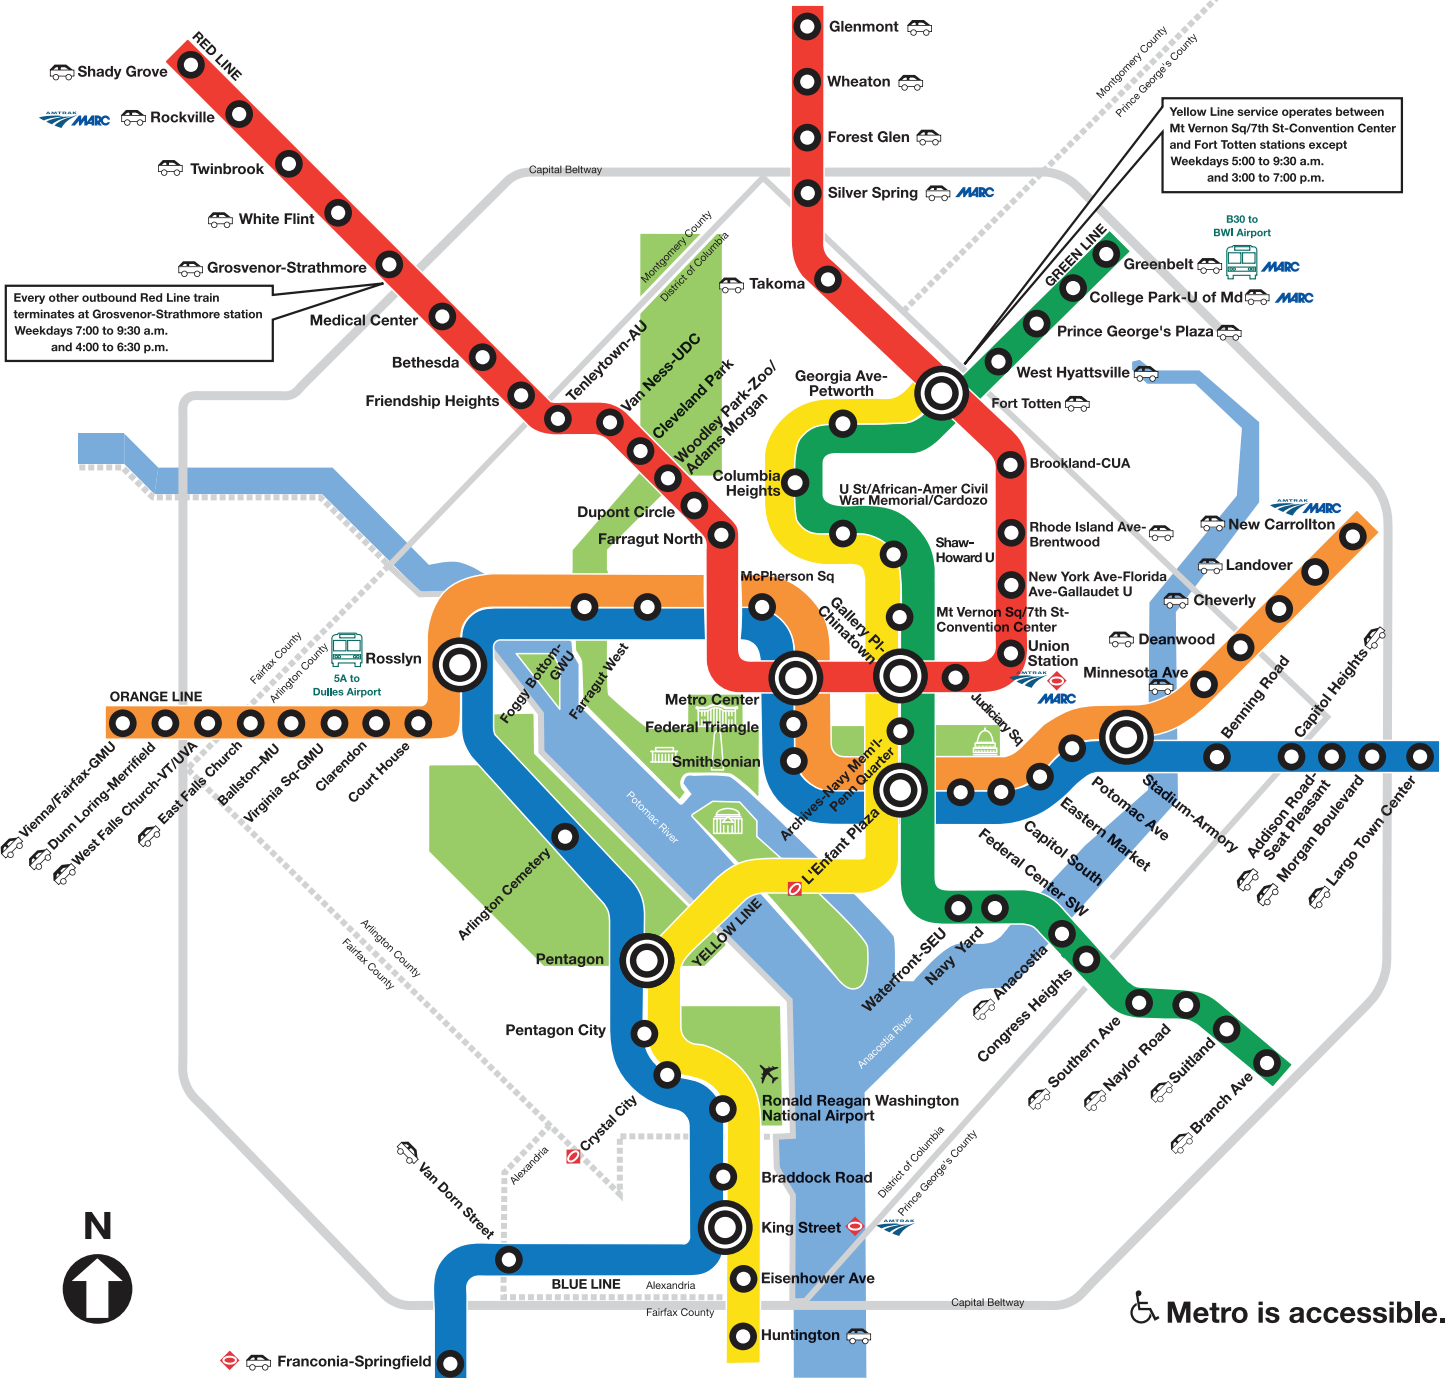 RED LINE
Shady Grove
AMTRAK
MARC
Rockville
Twinbrook
White Flint
Grosvenor-Strathmore
Every other outbound Red Line train
terminates at Grosvenor-Strathmore station
Weekdays 7:00 to 9:30 a.m.
and 4:00 to 6:30 p.m.
Medical Center
Bethesda
Friendship Heights
Tenleytown-AU
Van Ness-UDC
Cleveland Park
Woodley Park-Zoo/
Adams Morgan
Dupont Circle
Farragut North
Capital Beltway
Montgomery County
District of Columbia
Glenmont
Wheaton
Forest Glen
Silver Spring
MARC
Takoma
Montgomery County
Prince George's County
Yellow Line service operates between
Mt Vernon Sq/7th St-Convention Center
and Fort Totten stations except
Weekdays 5:00 to 9:30 a.m.
and 3:00 to 7:00 p.m.
B30 to
BWI Airport
GREEN LINE
Greenbelt
MARC
College Park-U of Md
MARC
Prince George's Plaza
West Hyattsville
Fort Totten
Georgia Ave-
Petworth
Columbia
Heights
U St/African-Amer Civil
War Memorial/Cardozo
Shaw-
Howard U
Mt Vernon Sq/7th St-
Convention Center
Brookland-CUA
Rhode Island Ave-
Brentwood
New York Ave-Florida
Ave-Gallaudet U
Union
Station
AMTRAK
MARC
Judiciary Sq
Gallery Pl-
Chinatown
McPherson Sq
Metro Center
Federal Triangle
Smithsonian
Archives-Navy Mem'l-
Penn Quarter
L'Enfant Plaza
Farragut West
Foggy Bottom-
GWU
Rosslyn
5A to
Dulles Airport
Fairfax County
Arlington County
ORANGE LINE
Vienna/Fairfax-GMU
Dunn Loring-Merrifield
West Falls Church-VT/UVA
East Falls Church
Ballston-MU
Virginia Sq-GMU
Clarendon
Court House
AMTRAK
MARC
New Carrollton
Landover
Cheverly
Deanwood
Minnesota Ave
Benning Road
Capitol Heights
Addison Road-
Seat Pleasant
Morgan Boulevard
Largo Town Center
Stadium-Armory
Potomac Ave
Eastern Market
Capitol South
Federal Center SW
Potomac River
Arlington Cemetery
Pentagon
YELLOW LINE
Arlington County
Fairfax County
Pentagon City
Crystal City
Ronald Reagan Washington
National Airport
Braddock Road
King Street
AMTRAK
Eisenhower Ave
Huntington
Waterfront-SEU
Navy Yard
Anacostia
Congress Heights
Southern Ave
Naylor Road
Suitland
Branch Ave
Anacostia River
District of Columbia
Prince George's County
Alexandria
Van Dorn Street
BLUE LINE
Alexandria
Fairfax County
Capital Beltway
Franconia-Springfield
N
Metro is accessible.